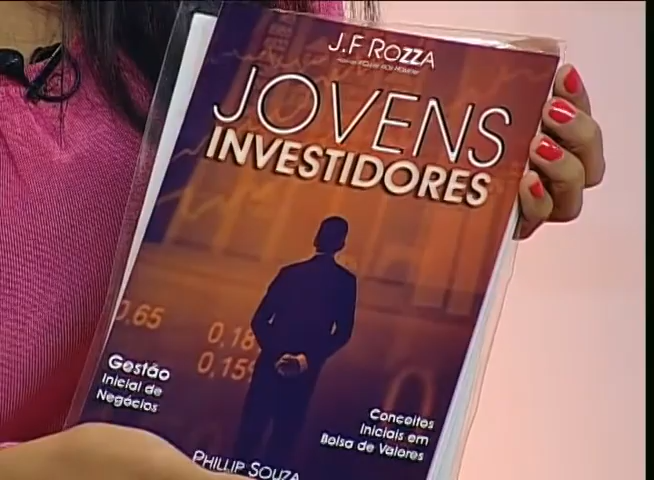 J.F ROZZA
JOVENS
INVESTIDORES
0.65
0.18
0.159
Gestão
Inicial de
Negócios
Conceitos
Iniciais em
Bolsa de Valores
PHILLIP SOUZA